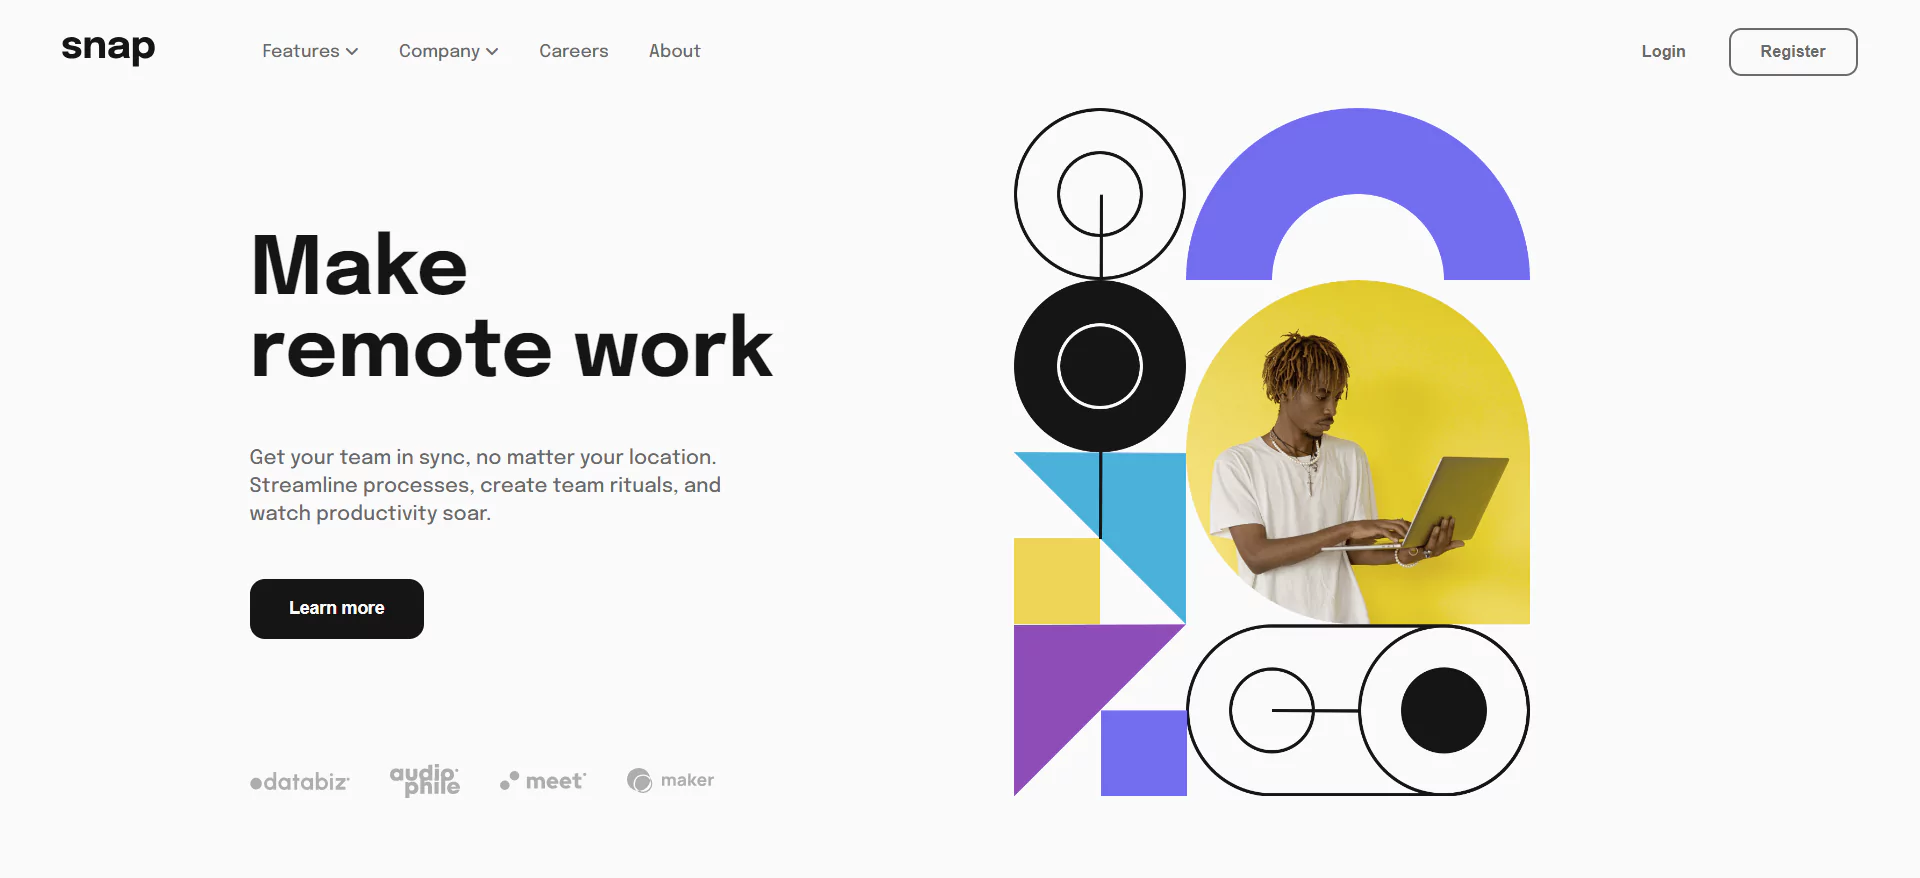 snap
Features
Company
Careers
About
Login
Register
Make
remote work
Get your team in sync, no matter your location.
Streamline processes, create team rituals, and
watch productivity soar.
Learn more
databiz
audiophile
meet
maker